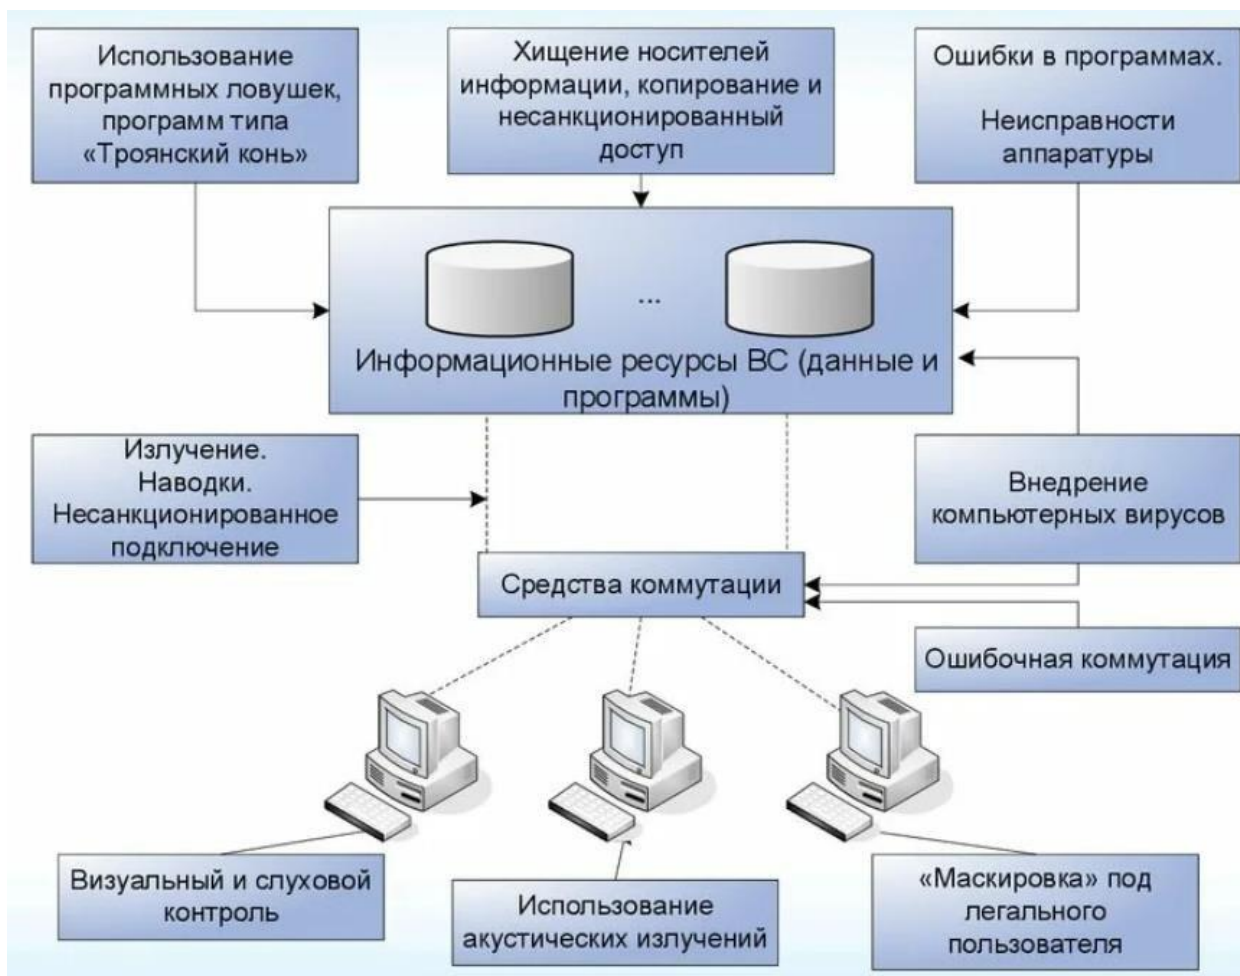 Использование
программных ловушек,
программ типа
«Троянский конь»
Хищение носителей
информации, копирование и
несанкционированный
доступ
Ошибки в программах.
Неисправности
аппаратуры
...
Информационные ресурсы ВС (данные и
программы)
Излучение.
Наводки.
Несанкционированное
подключение
Внедрение
компьютерных вирусов
Средства коммутации
Ошибочная коммутация
Визуальный и слуховой
контроль
Использование
акустических излучений
«Маскировка» под
легального
пользователя